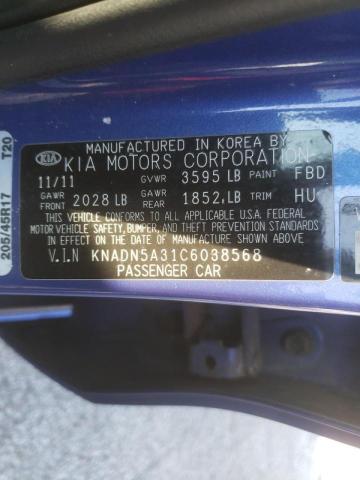 MANUFACTURED IN KOREA BY
KIA KIA MOTORS CORPORATION
11/11 GVWR 3595 LB PAINT FBD
GAWR FRT 2028 LB GAWR REAR 1852 LB TRIM HU
THIS VEHICLE CONFORMS TO ALL APPLICABLE U.S.A. FEDERAL
MOTOR VEHICLE SAFETY, BUMPER, AND THEFT PREVENTION STANDARDS
IN EFFECT ON THE DATE OF MANUFACTURE SHOWN ABOVE.
V.I.N KNADN5A31C6038568
PASSENGER CAR
205/45R17 T20